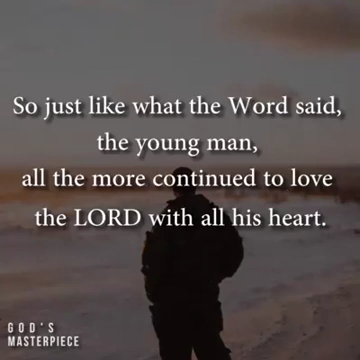 So just like what the Word said,
the young man,
all the more continued to love
the LORD with all his heart.
GOD'S
MASTERPIECE